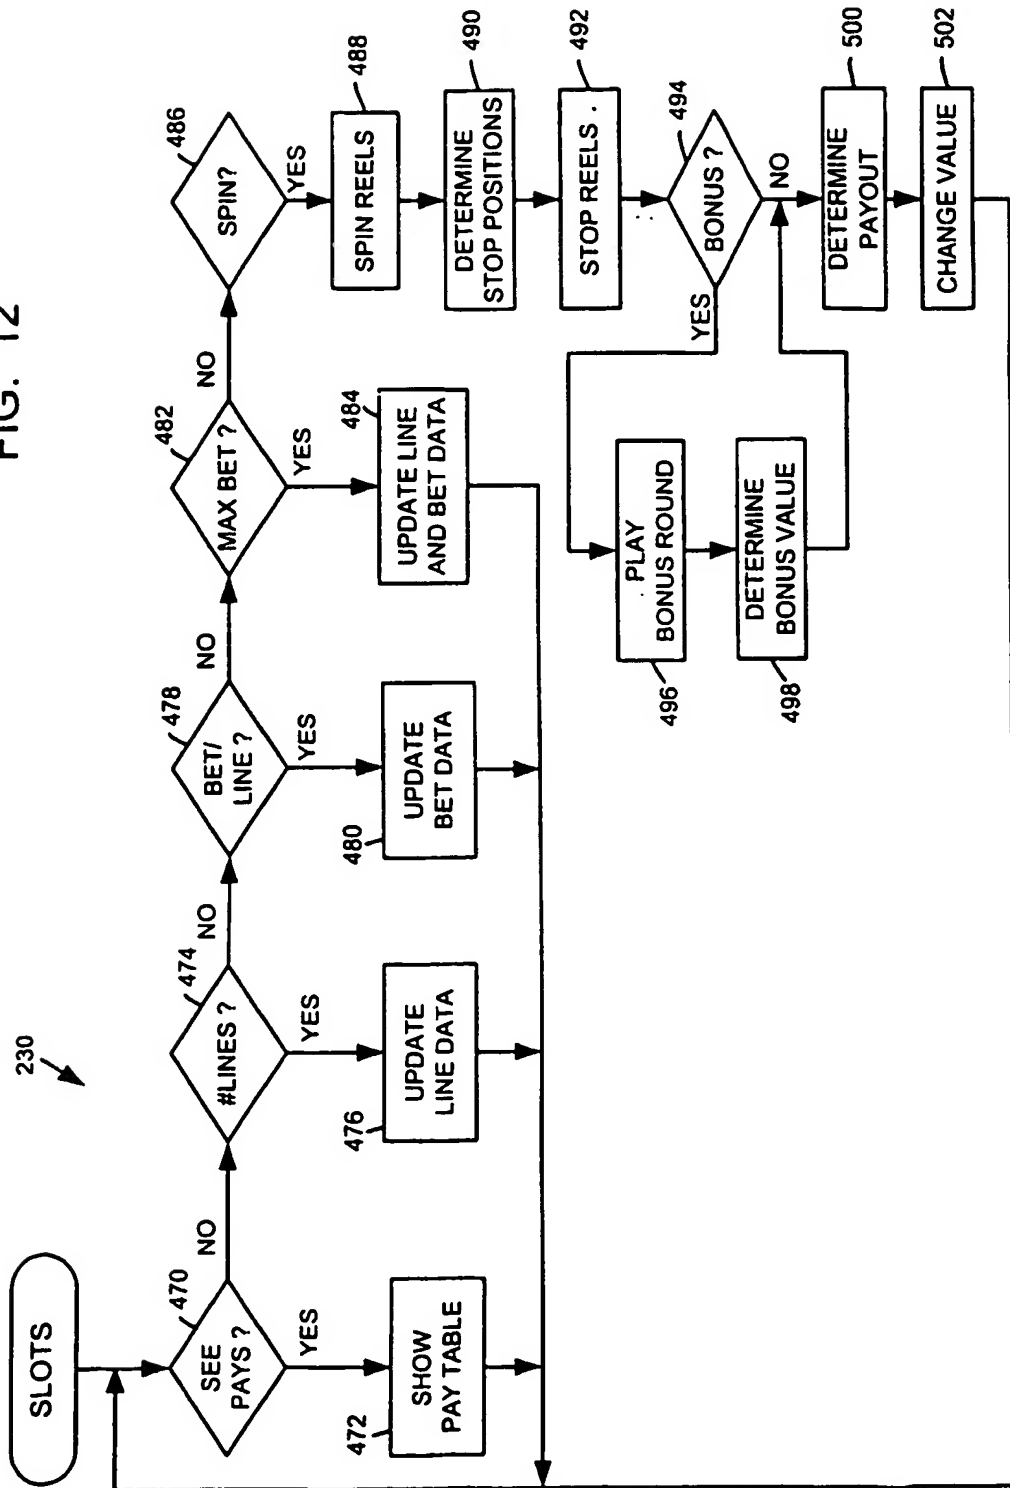 FIG. 12
230
SLOTS
470
SEE
PAYS ?
YES
NO
472
SHOW
PAY TABLE
474
#LINES ?
YES
NO
476
UPDATE
LINE DATA
478
BET/
LINE ?
YES
NO
480
UPDATE
BET DATA
482
MAX BET ?
YES
NO
484
UPDATE LINE
AND BET DATA
486
SPIN?
YES
488
SPIN REELS
490
DETERMINE
STOP POSITIONS
492
STOP REELS .
494
BONUS ?
YES
NO
496
PLAY
BONUS ROUND
498
DETERMINE
BONUS VALUE
500
DETERMINE
PAYOUT
502
CHANGE VALUE